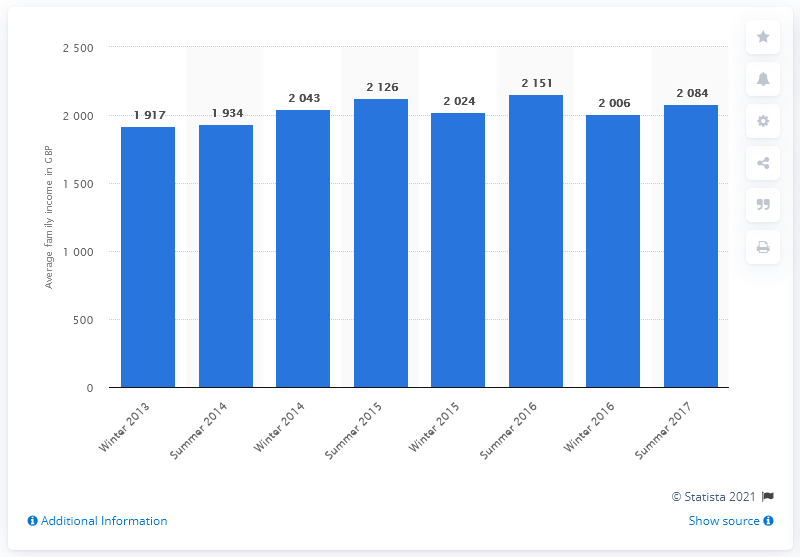 Average family income in GBP
2 500
2 000
1 500
1 000
500
0
1 917
1 934
2 043
2 126
2 024
2 151
2 006
2 084
Winter 2013
Summer 2014
Winter 2014
Summer 2015
Winter 2015
Summer 2016
Winter 2016
Summer 2017
© Statista 2021
Additional Information
Show source